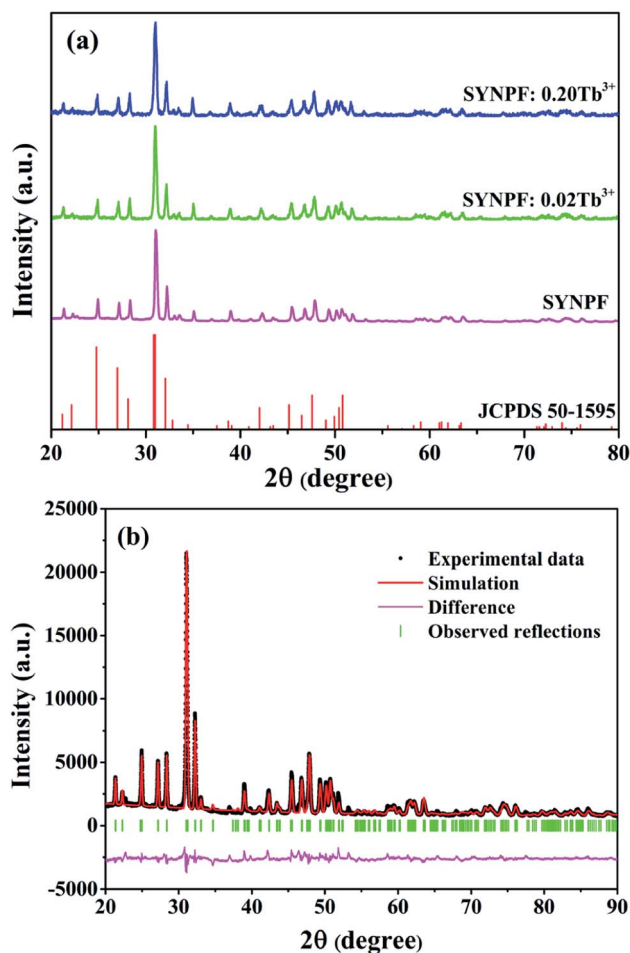 (a)
SYNPF: 0.20Tb³⁺
SYNPF: 0.02Tb³⁺
SYNPF
JCPDS 50-1595
Intensity (a.u.)
20 30 40 50 60 70 80
2θ (degree)
(b)
25000
20000
15000
10000
5000
0
-5000
Experimental data
Simulation
Difference
Observed reflections
Intensity (a.u.)
20 30 40 50 60 70 80 90
2θ (degree)